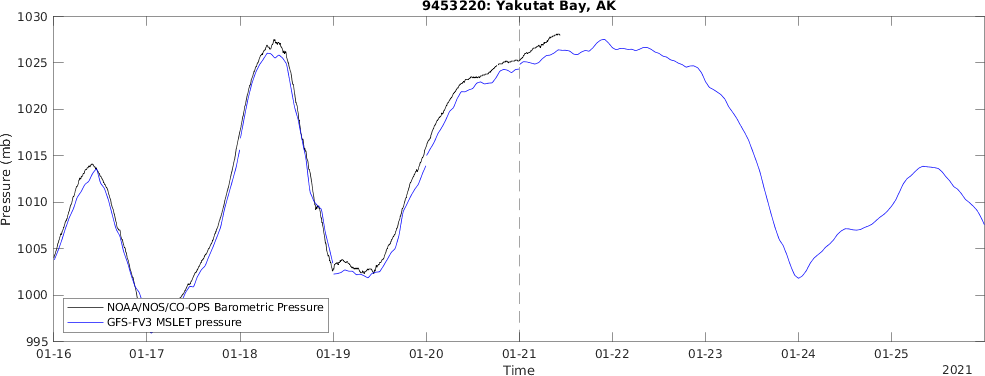 9453220: Yakutat Bay, AK
1030
1025
1020
1015
1010
1005
1000
995
Pressure (mb)
NOAA/NOS/CO-OPS Barometric Pressure
GFS-FV3 MSLET pressure
01-16 01-17 01-18 01-19 01-20 01-21 01-22 01-23 01-24 01-25
Time
2021